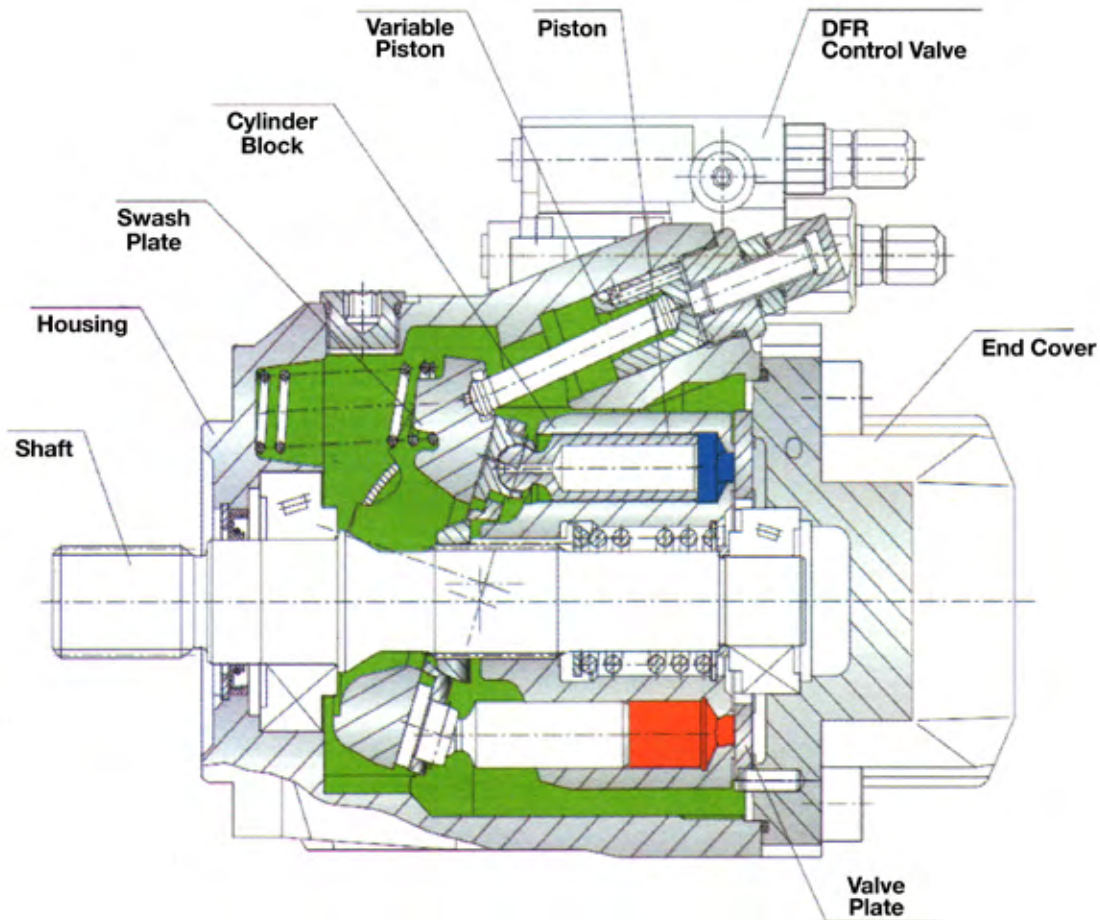 Variable
Piston
Piston
DFR
Control Valve
Cylinder
Block
Swash
Plate
Housing
End Cover
Shaft
Valve
Plate